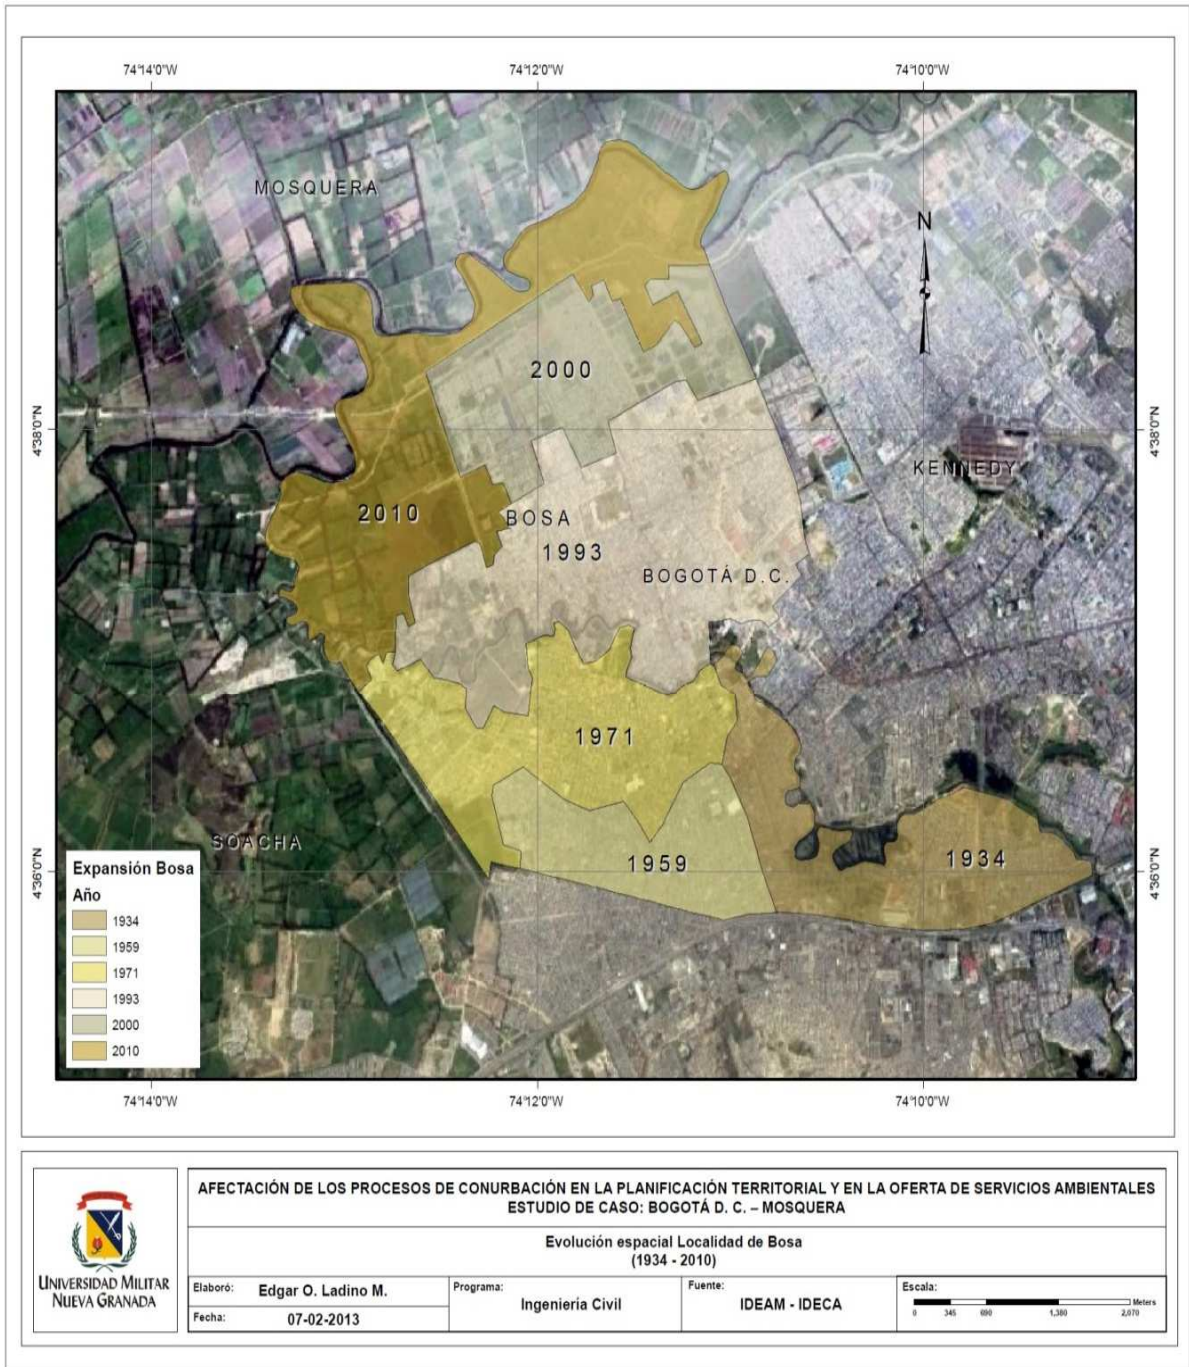 74°14'0"W 74°12'0"W 74°10'0"W
MOSQUERA
N
2000
4°38'0"N 4°38'0"N
KENNEDY
2010
BOSA
1993
BOGOTÁ D.C.
1971
SOACHA
1959
1934
4°36'0"N 4°36'0"N
Expansión Bosa
Año
1934
1959
1971
1993
2000
2010
74°14'0"W 74°12'0"W 74°10'0"W
UNIVERSIDAD MILITAR
NUEVA GRANADA
AFECTACIÓN DE LOS PROCESOS DE CONURBACIÓN EN LA PLANIFICACIÓN TERRITORIAL Y EN LA OFERTA DE SERVICIOS AMBIENTALES
ESTUDIO DE CASO: BOGOTÁ D. C. – MOSQUERA
Evolución espacial Localidad de Bosa
(1934 - 2010)
Elaboró: Edgar O. Ladino M.
Fecha: 07-02-2013
Programa:
Ingeniería Civil
Fuente:
IDEAM - IDECA
Escala:
Meters
0 345 690 1,380 2,070